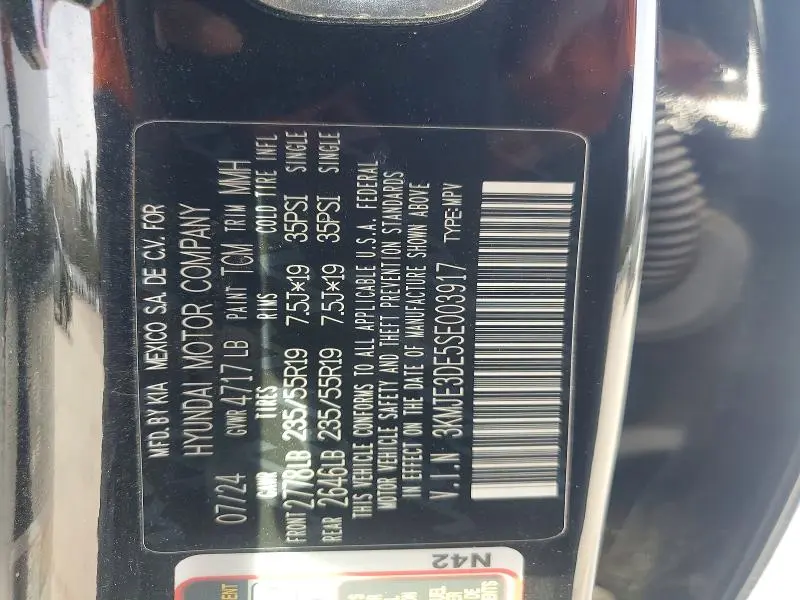 MFD. BY KIA MEXICO S.A. DE C.V. FOR
HYUNDAI MOTOR COMPANY
07/24 GVWR 4717 LB PAINT TCM TRIM MMH
GAWR TIRES RIMS COLD TIRE INFL
FRONT 2778LB 235/55R19 7.5J*19 35PSI SINGLE
REAR 2646LB 235/55R19 7.5J*19 35PSI SINGLE
THIS VEHICLE CONFORMS TO ALL APPLICABLE U.S.A. FEDERAL
MOTOR VEHICLE SAFETY AND THEFT PREVENTION STANDARDS
IN EFFECT ON THE DATE OF MANUFACTURE SHOWN ABOVE
V.I.N 3KMJE3DE5SE003917 TYPE:MPV
N42